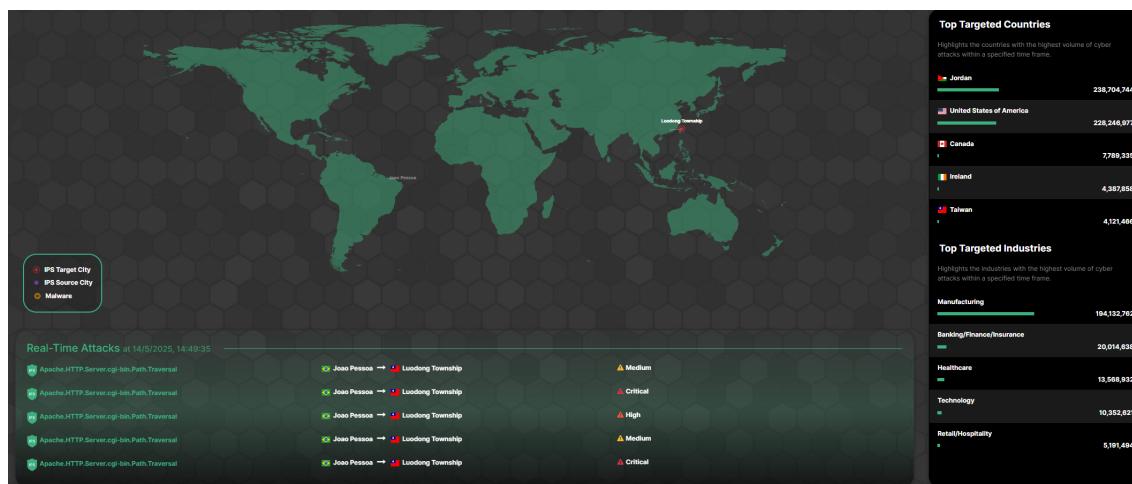 Top Targeted Countries
Highlights the countries with the highest volume of cyber
attacks within a specified time frame.
Jordan
238,704,744
United States of America
228,246,977
Canada
7,789,335
Ireland
4,387,858
Taiwan
4,121,466
Top Targeted Industries
Highlights the Industries with the highest volume of cyber
attacks within a specified time frame.
Manufacturing
194,132,762
Banking/Finance/Insurance
20,014,638
Healthcare
13,568,932
Technology
10,352,621
Retail/Hospitality
5,191,494
Luodong Township
Joao Pessoa
IPS Target City
IPS Source City
Malware
Real-Time Attacks at 14/5/2025, 14:49:35
IPS Apache.HTTP.Server.cgi-bin.Path.Traversal Joao Pessoa → Luodong Township Medium
IPS Apache.HTTP.Server.cgi-bin.Path.Traversal Joao Pessoa → Luodong Township Critical
IPS Apache.HTTP.Server.cgi-bin.Path.Traversal Joao Pessoa → Luodong Township High
IPS Apache.HTTP.Server.cgi-bin.Path.Traversal Joao Pessoa → Luodong Township Medium
IPS Apache.HTTP.Server.cgi-bin.Path.Traversal Joao Pessoa → Luodong Township Critical